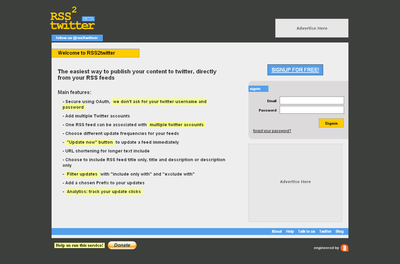 RSS2
twitter
BETA
follow us @rss2twitteer
Advertise Here
Welcome to RSS2twitter
The easiest way to publish your content to twitter, directly
from your RSS feeds
Main features:
- Secure using OAuth, we don't ask for your twitter username and
password
- Add multiple Twitter accounts
- One RSS feed can be associated with multiple twitter accounts
- Choose different update frequencies for your feeds
- "Update now" button to update a feed immediately
- URL shortening for longer text include
- Choose to include RSS feed title only, title and description or description
only
- Filter updates with "include only with" and "exclude with"
- Add a chosen Prefix to your updates
- Analytics: track your update clicks
SIGNUP FOR FREE!
signin:
Email
Password
Signin
forgot your password?
Advertise Here
About Help Talk to us Twitter Blog
Help us run this service!
Donate
engineered by